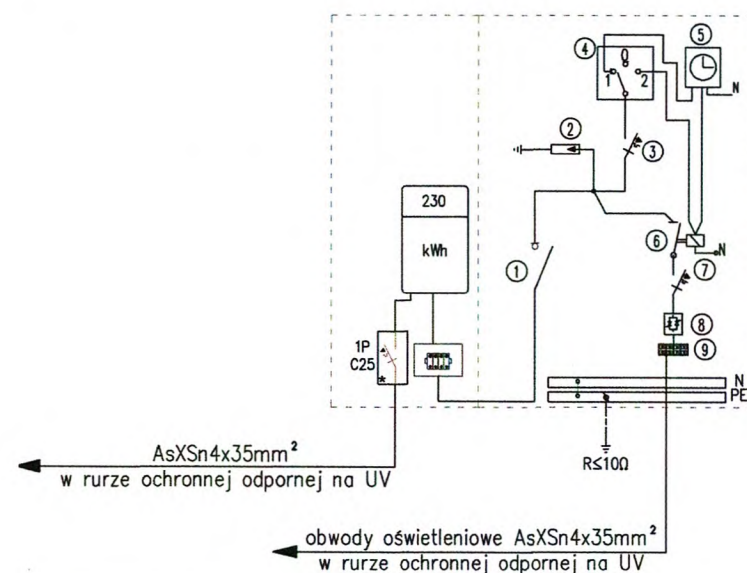 4
0
1
2
5
N
2
3
230
kWh
6
N
1
7
1P
C25
*
8
9
N
PE
R≤10Ω
AsXSn4x35mm²
w rurze ochronnej odpornej na UV
obwody oświetleniowe AsXSn4x35mm²
w rurze ochronnej odpornej na UV